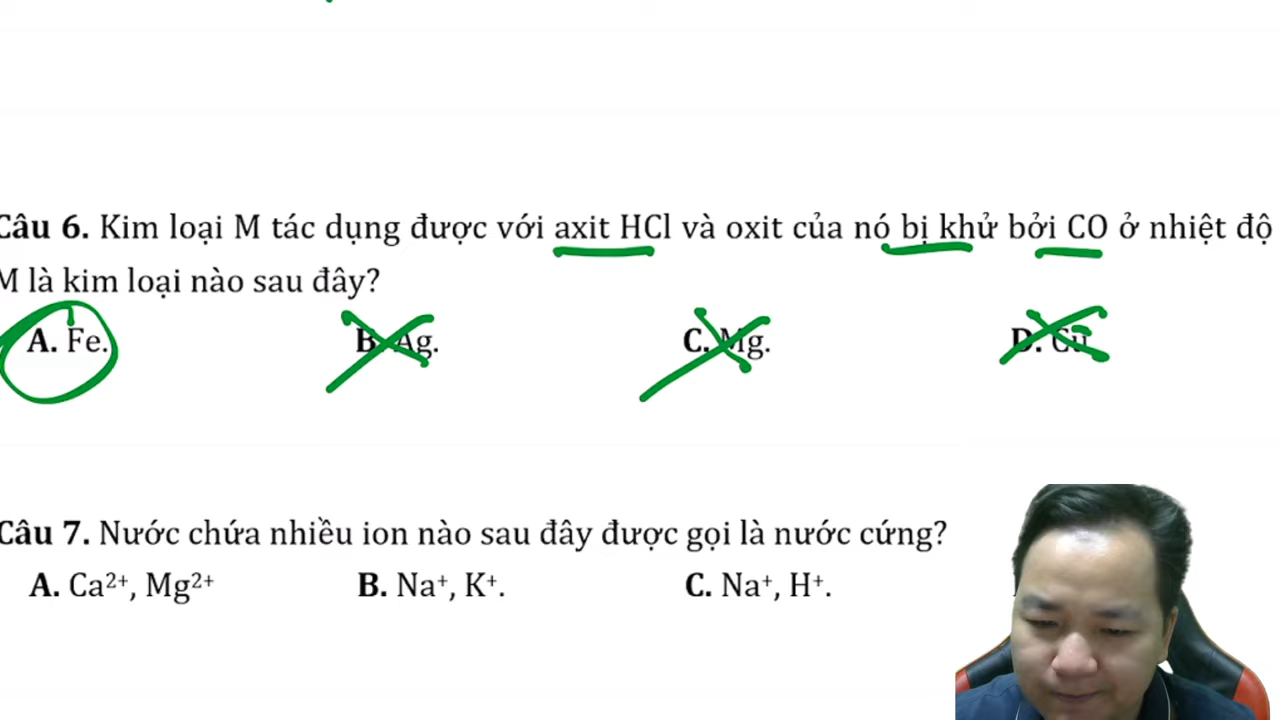 Câu 6. Kim loại M tác dụng được với axit HCl và oxit của nó bị khử bởi CO ở nhiệt độ
M là kim loại nào sau đây?
A. Fe. B. Ag. C. Mg. D. Cu
Câu 7. Nước chứa nhiều ion nào sau đây được gọi là nước cứng?
A. Ca²⁺, Mg²⁺ B. Na⁺, K⁺. C. Na⁺, H⁺.